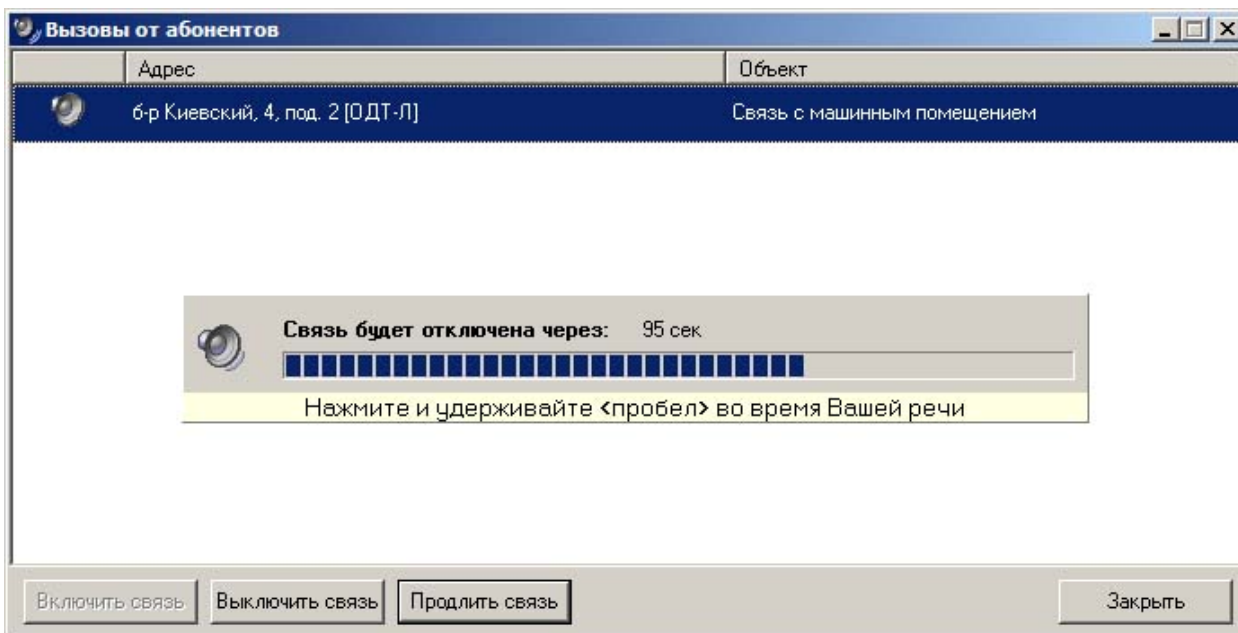 Вызовы от абонентов
Адрес Объект
б-р Киевский, 4, под. 2 [ОДТ-Л] Связь с машинным помещением
Связь будет отключена через: 95 сек
Нажмите и удерживайте <пробел> во время Вашей речи
Включить связь Выключить связь Продлить связь Закрыть